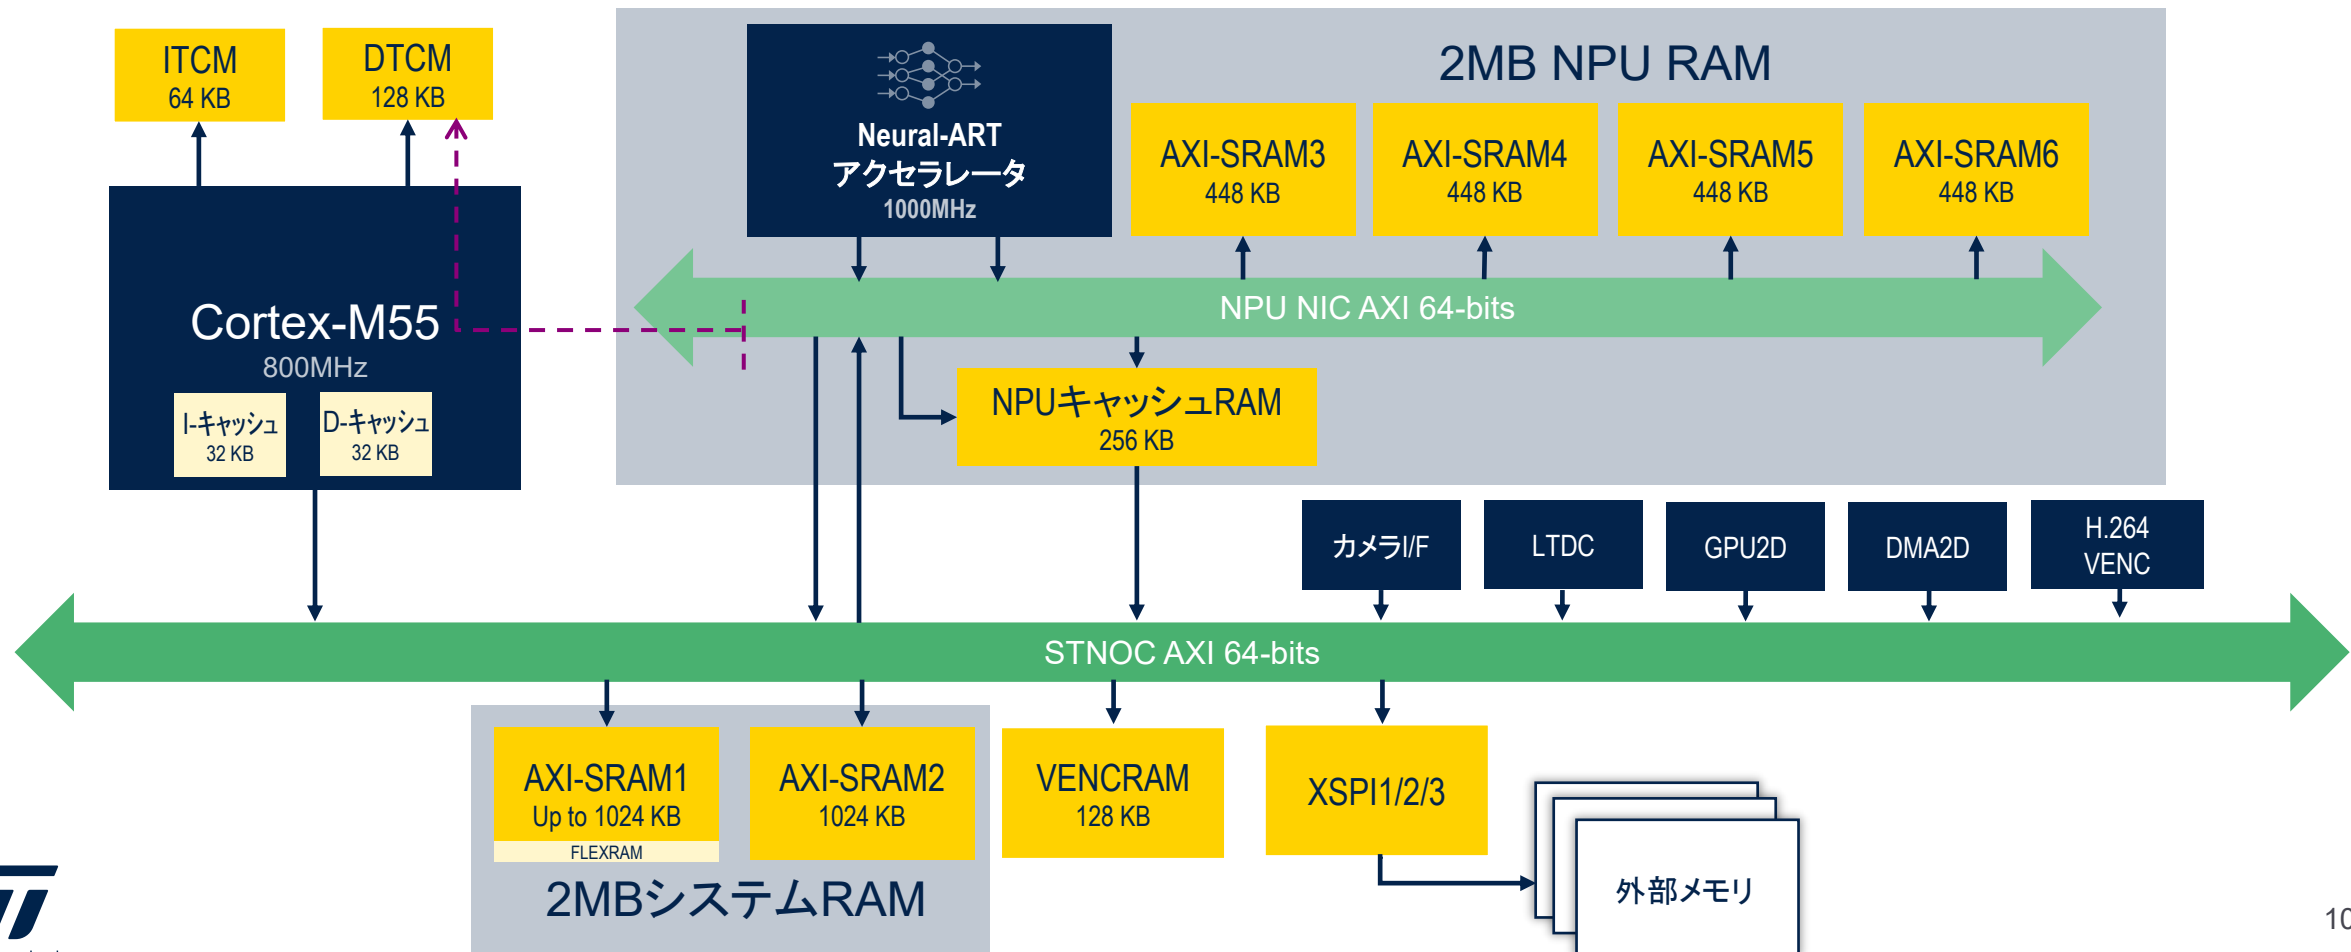 ITCM
64 KB
DTCM
128 KB
Neural-ART
アクセラレータ
1000MHz
2MB NPU RAM
AXI-SRAM3
448 KB
AXI-SRAM4
448 KB
AXI-SRAM5
448 KB
AXI-SRAM6
448 KB
Cortex-M55
800MHz
I-キャッシュ
32 KB
D-キャッシュ
32 KB
NPU NIC AXI 64-bits
NPUキャッシュRAM
256 KB
カメラI/F
LTDC
GPU2D
DMA2D
H.264
VENC
STNOC AXI 64-bits
AXI-SRAM1
Up to 1024 KB
FLEXRAM
AXI-SRAM2
1024 KB
VENCRAM
128 KB
XSPI1/2/3
2MBシステムRAM
外部メモリ
10